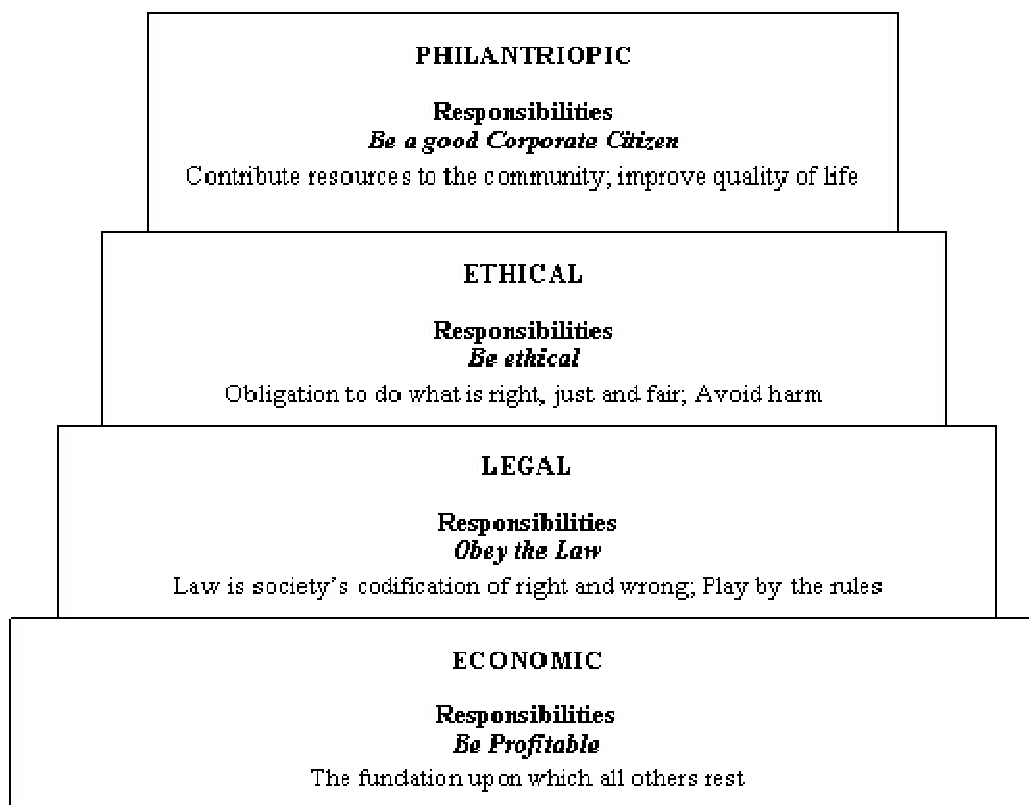 PHILANTRIOPIC
Responsibilities
Be a good Corporate Citizen
Contribute resources to the community; improve quality of life
ETHICAL
Responsibilities
Be ethical
Obligation to do what is right, just and fair; Avoid harm
LEGAL
Responsibilities
Obey the Law
Law is society's codification of right and wrong; Play by the rules
ECONOMIC
Responsibilities
Be Profitable
The fundation upon which all others rest